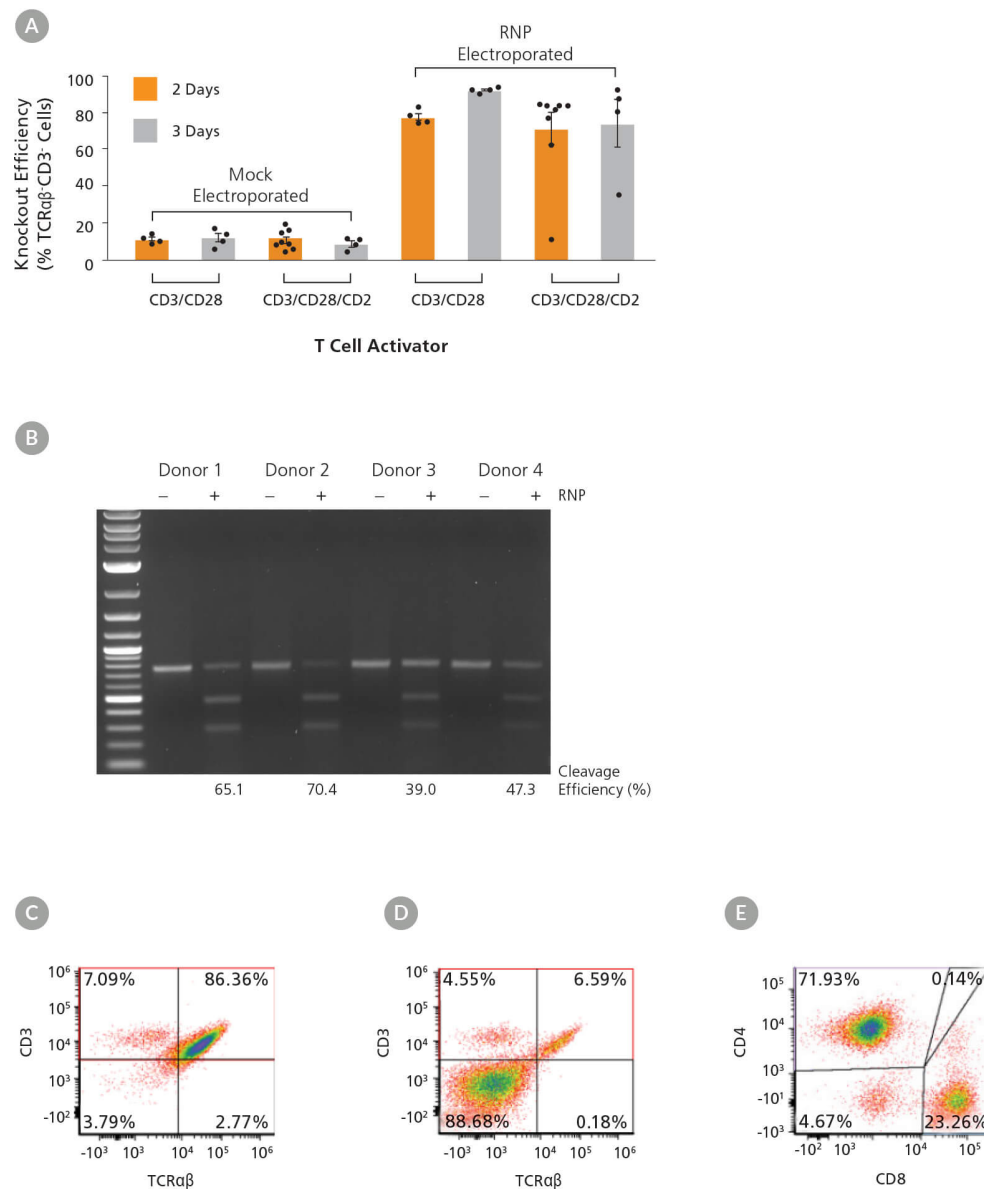 A
RNP
Electroporated
Knockout Efficiency
(% TCRαβ⁻CD3⁻ Cells)
100
80
60
40
20
0
2 Days
3 Days
Mock
Electroporated
CD3/CD28
CD3/CD28/CD2
CD3/CD28
CD3/CD28/CD2
T Cell Activator
B
Donor 1
Donor 2
Donor 3
Donor 4
– + – + – + – + RNP
Cleavage
Efficiency (%)
65.1 70.4 39.0 47.3
C
CD3
10⁶
10⁵
10⁴
10³
-10²
7.09%
86.36%
3.79%
2.77%
-10³ 10³ 10⁴ 10⁵ 10⁶
TCRαβ
D
CD3
10⁶
10⁵
10⁴
10³
-10²
4.55%
6.59%
88.68%
0.18%
-10³ 10³ 10⁴ 10⁵ 10⁶
TCRαβ
E
CD4
10⁵
10⁴
10³
-10¹
-10³
71.93%
0.14%
4.67%
23.26%
-10³ 10³ 10⁴ 10⁵
CD8